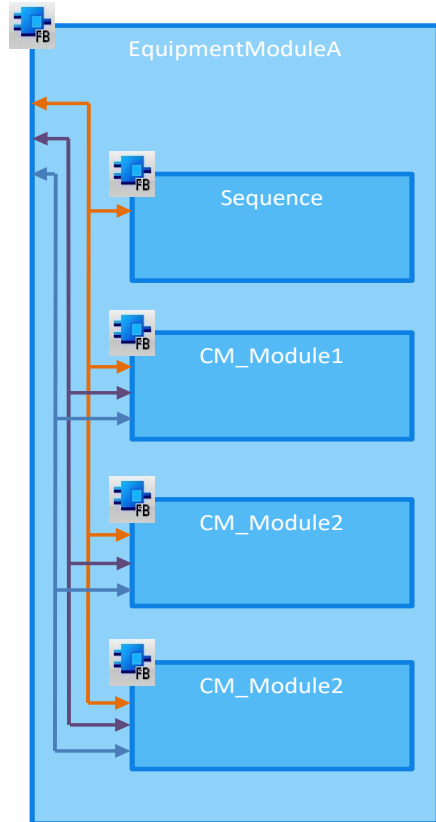 FB
EquipmentModuleA
FB
Sequence
FB
CM_Module1
FB
CM_Module2
FB
CM_Module2